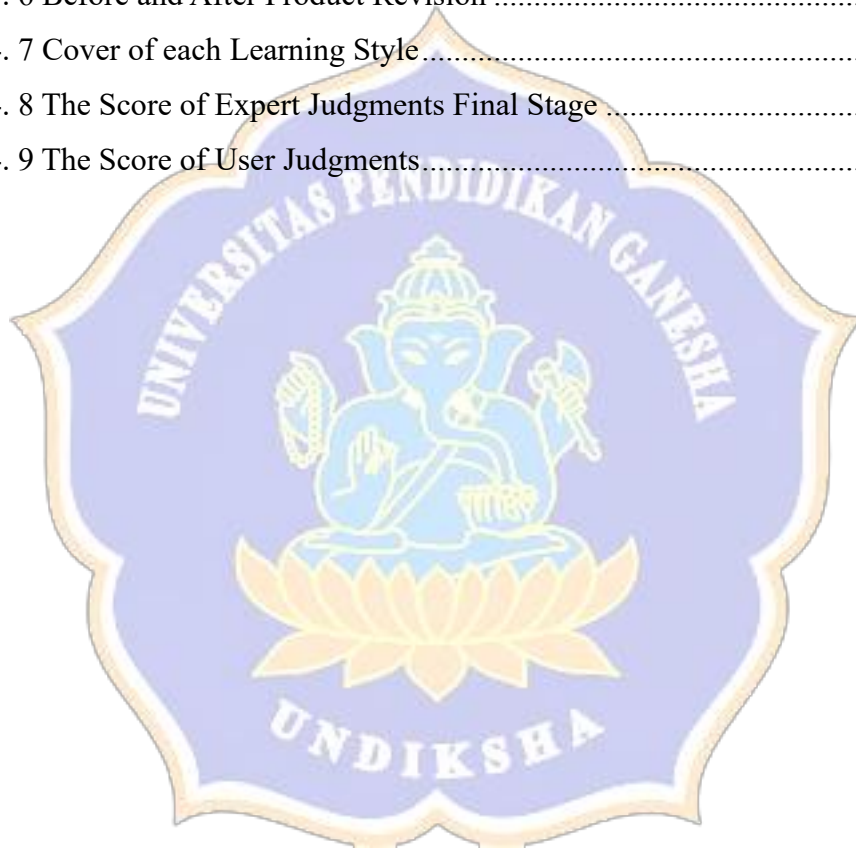 . 6 Before and After Product Revision ................................................
. 7 Cover of each Learning Style .......................................................
. 8 The Score of Expert Judgments Final Stage ................................
. 9 The Score of User Judgments.......................................................
UNIVERSITAS PENDIDIKAN GANESHA
UNDIKSHA